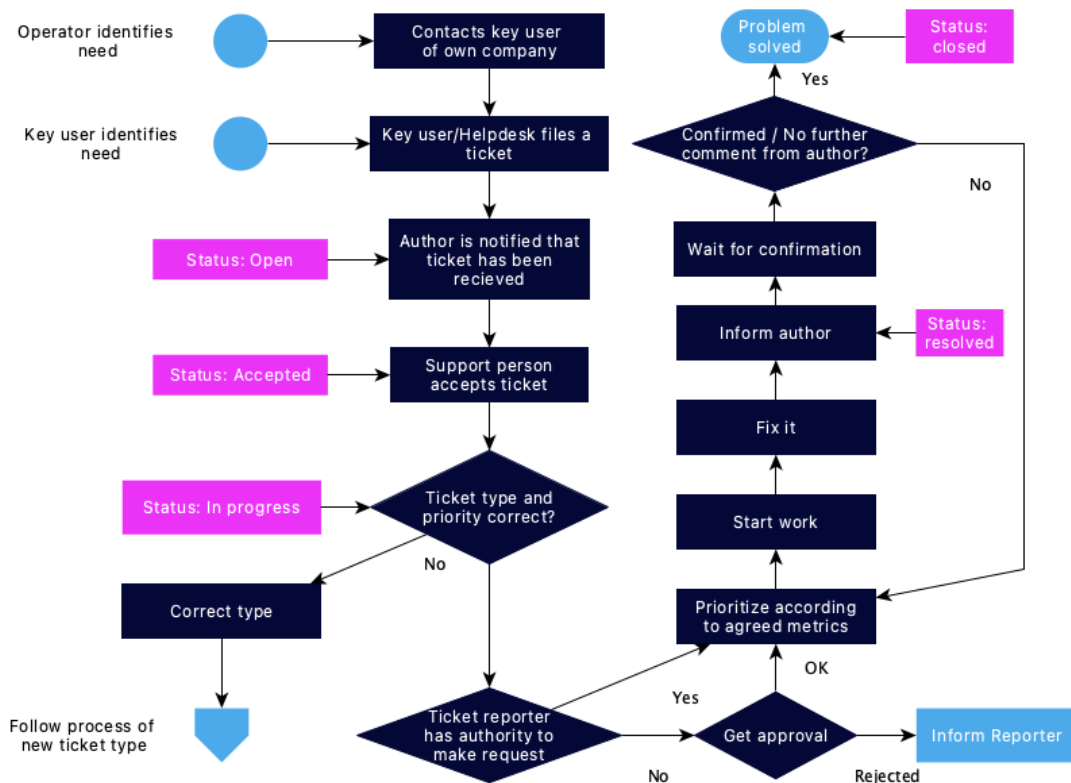 Operator identifies
need
Contacts key user
of own company
Key user identifies
need
Key user/Helpdesk files a
ticket
Status: Open
Author is notified that
ticket has been
recieved
Status: Accepted
Support person
accepts ticket
Status: In progress
Ticket type and
priority correct?
No
Correct type
Follow process of
new ticket type
Ticket reporter
has authority to
make request
Yes
No
Get approval
OK
Rejected
Inform Reporter
Prioritize according
to agreed metrics
Start work
Fix it
Inform author
Status:
resolved
Wait for confirmation
Confirmed / No further
comment from author?
No
Yes
Problem
solved
Status:
closed